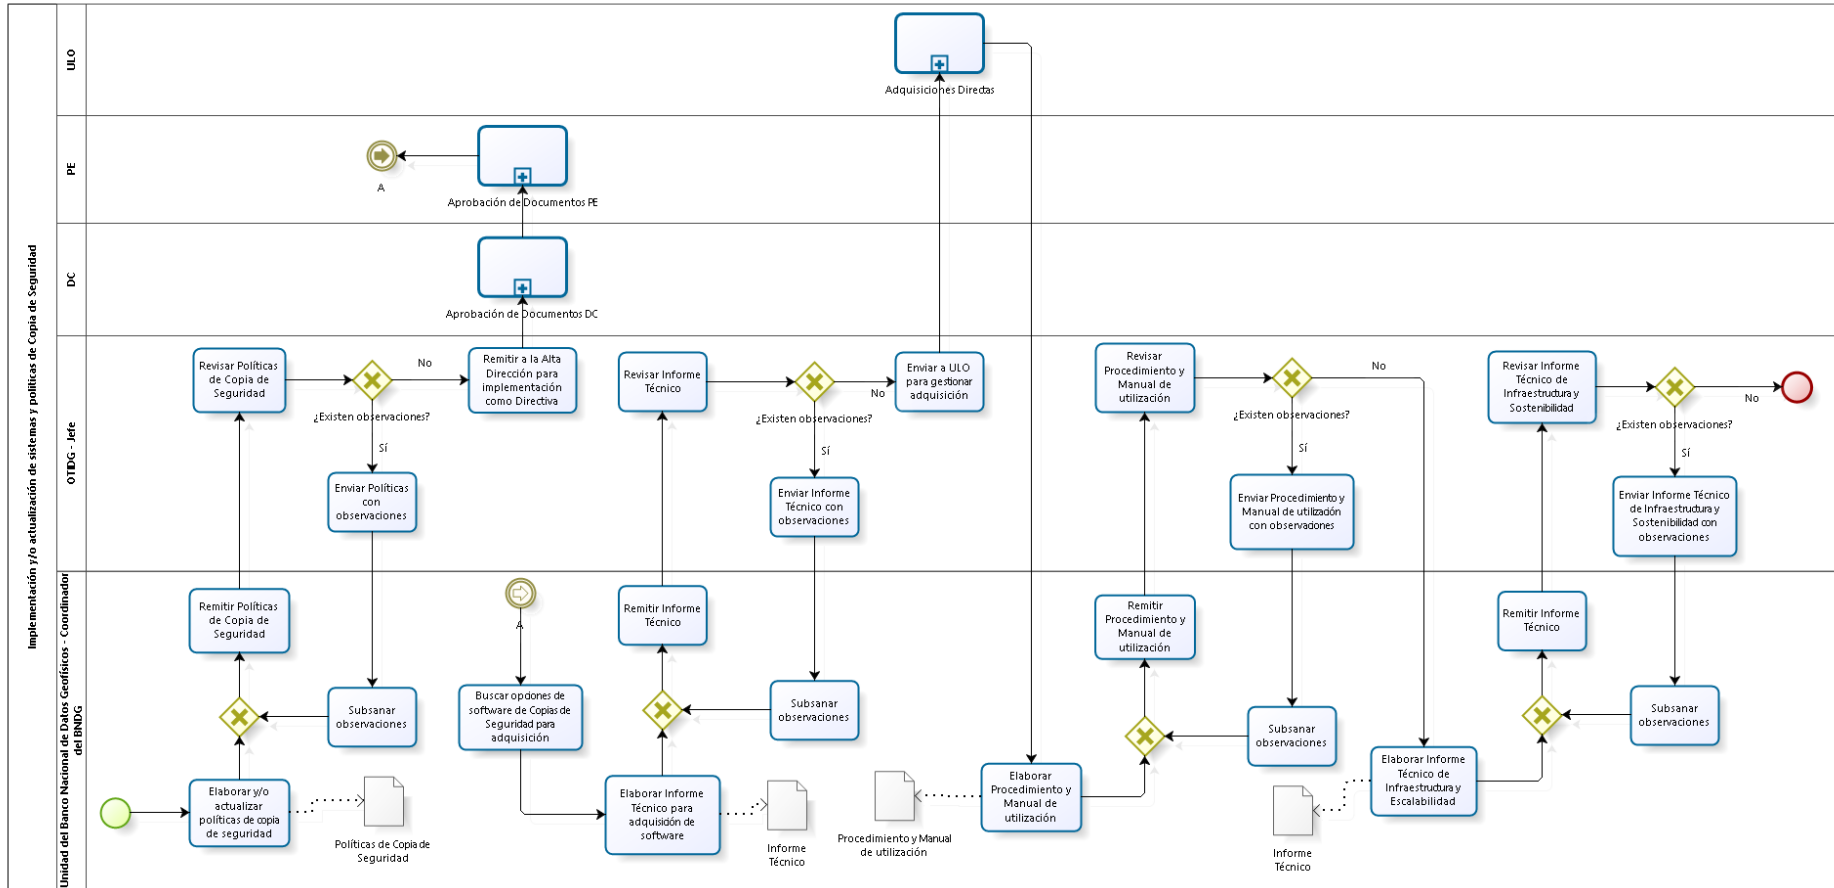 Implementación y/o actualización de sistemas y políticas de Copia de Seguridad
ULO
Adquisiciones Directas
PE
A
Aprobación de Documentos PE
DC
Aprobación de Documentos DC
OTIDG - Jefe
Revisar Políticas
de Copia de
Seguridad
¿Existen observaciones?
No
Sí
Remitir a la Alta
Dirección para
implementación
como Directiva
Enviar Políticas
con
observaciones
Revisar Informe
Técnico
¿Existen observaciones?
No
Sí
Enviar a ULO
para gestionar
adquisición
Enviar Informe
Técnico con
observaciones
Revisar
Procedimiento y
Manual de
utilización
¿Existen observaciones?
No
Sí
Enviar Procedimiento y
Manual de utilización
con observaciones
Revisar Informe
Técnico de
Infraestructura y
Sostenibilidad
¿Existen observaciones?
No
Sí
Enviar Informe Técnico
de Infraestructura y
Sostenibilidad con
observaciones
Unidad del Banco Nacional de Datos Geofísicos - Coordinador
del BNDG
Remitir Políticas
de Copia de
Seguridad
Subsanar
observaciones
Elaborar y/o
actualizar
políticas de copia
de seguridad
Políticas de Copia de
Seguridad
A
Buscar opciones de
software de Copias de
Seguridad para
adquisición
Remitir Informe
Técnico
Subsanar
observaciones
Elaborar Informe
Técnico para
adquisición de
software
Informe
Técnico
Procedimiento y Manual
de utilización
Elaborar
Procedimiento y
Manual de
utilización
Remitir
Procedimiento y
Manual de
utilización
Subsanar
observaciones
Informe
Técnico
Elaborar Informe
Técnico de
Infraestructura y
Escalabilidad
Remitir Informe
Técnico
Subsanar
observaciones